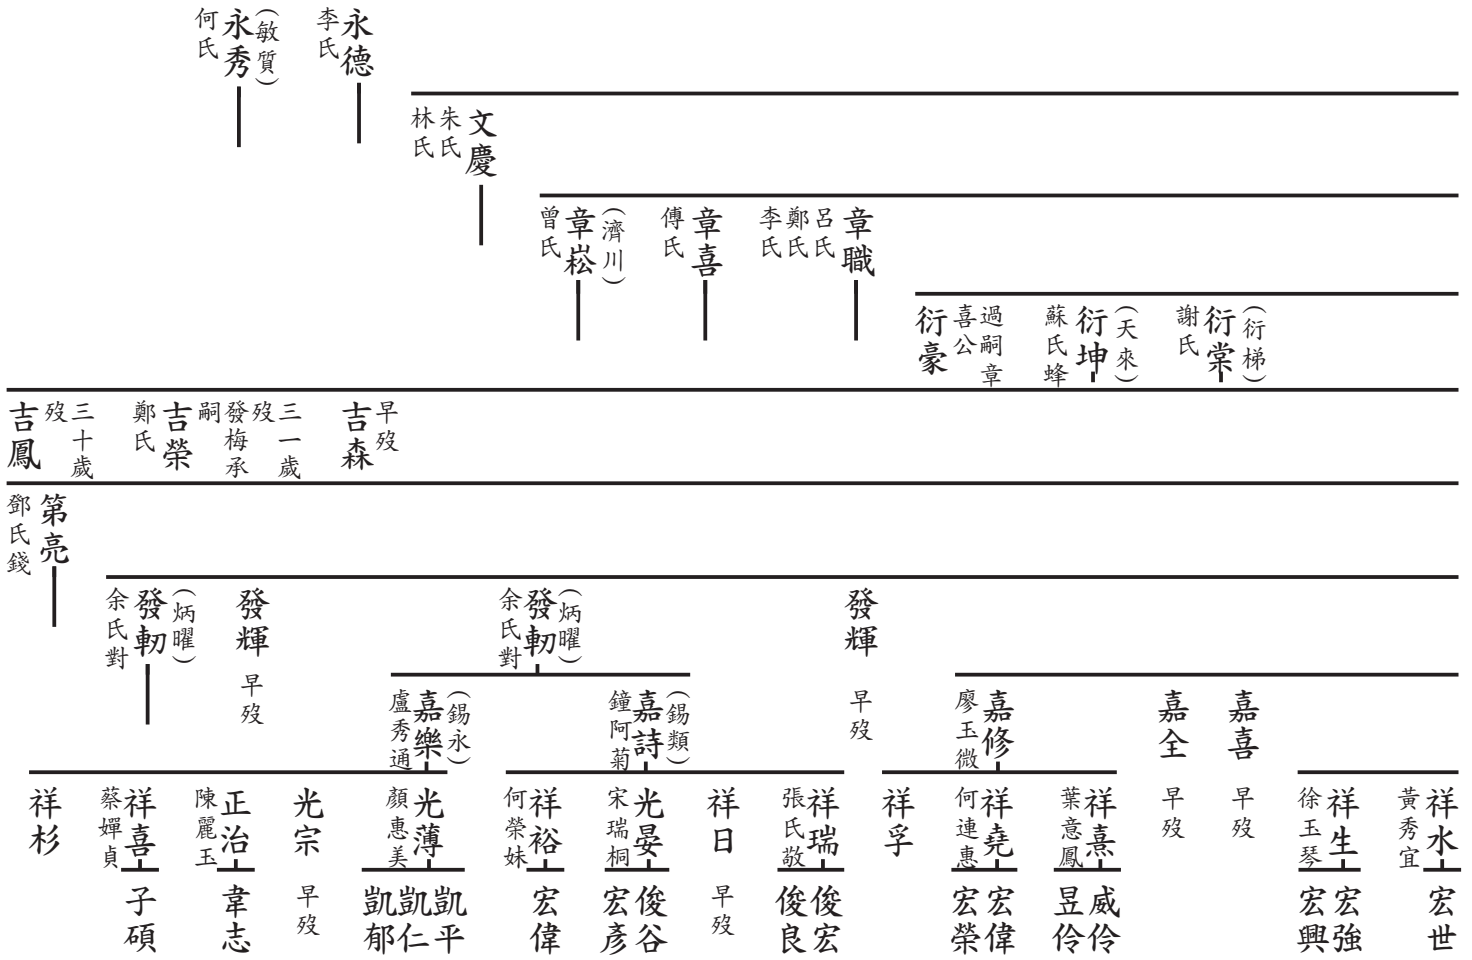 永德
李氏
(敏質)
永秀
何氏
文慶
朱氏
林氏
章職
呂氏
鄭氏
李氏
章喜
傅氏
(濟川)
章崧
曾氏
(衍梯)
衍棠
謝氏
(天來)
衍坤
蘇氏蜂
過嗣章
喜公
衍豪
早歿
吉森
三一歲
歿
發梅承
嗣
吉榮
鄭氏
三十歲
歿
吉鳳
第亮
鄧氏錢
發輝
早歿
(炳曜)
發軔
余氏對
發輝
早歿
(炳曜)
發軔
余氏對
嘉喜
早歿
嘉全
早歿
嘉修
廖玉微
(錫類)
嘉詩
鐘阿菊
(錫永)
嘉樂
盧秀通
祥水
黃秀宜
祥生
徐玉琴
祥熹
葉意鳳
祥堯
何連惠
祥孚
祥瑞
張氏敬
祥日
早歿
光晏
宋瑞桐
祥裕
何榮妹
光薄
顏惠美
光宗
早歿
正治
陳麗玉
祥喜
蔡嬋貞
祥杉
宏世
宏強
宏興
威伶
昱伶
宏偉
宏榮
俊宏
俊良
俊谷
宏彥
宏偉
凱平
凱仁
凱郁
韋志
子碩